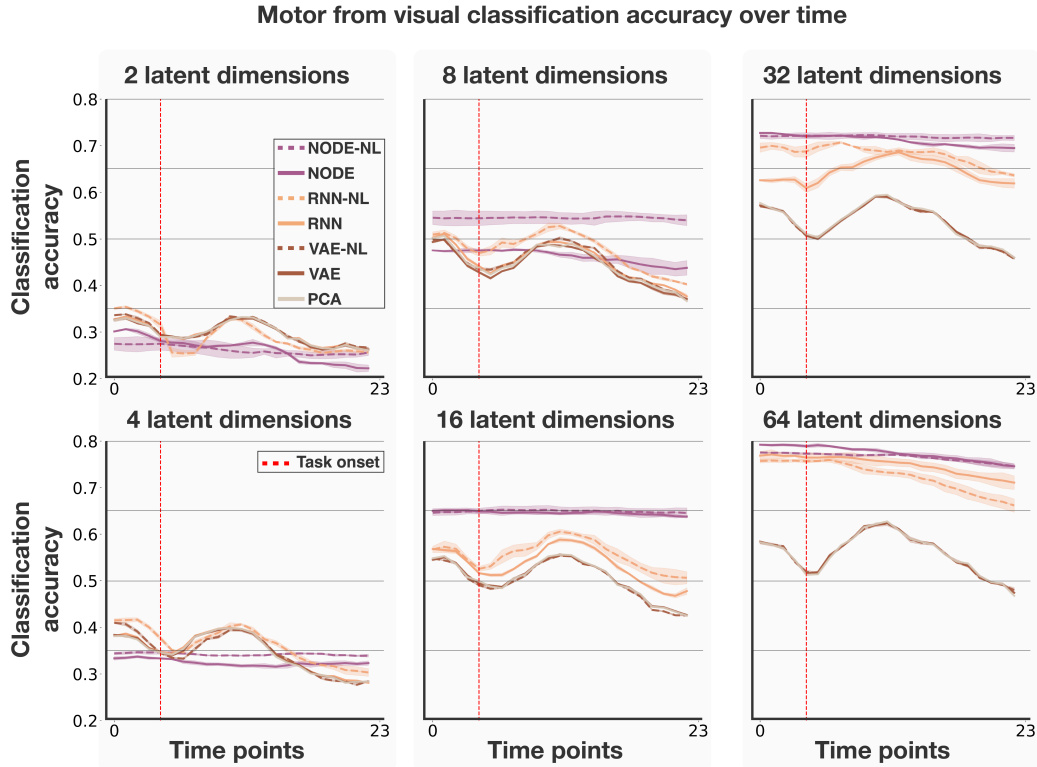 Motor from visual classification accuracy over time
2 latent dimensions
8 latent dimensions
32 latent dimensions
Classification
accuracy
0.8
0.7
0.6
0.5
0.4
0.3
0.2
NODE-NL
NODE
RNN-NL
RNN
VAE-NL
VAE
PCA
0
23
0
23
0
23
4 latent dimensions
16 latent dimensions
64 latent dimensions
Classification
accuracy
0.8
0.7
0.6
0.5
0.4
0.3
0.2
Task onset
0
23
0
23
0
23
Time points
Time points
Time points